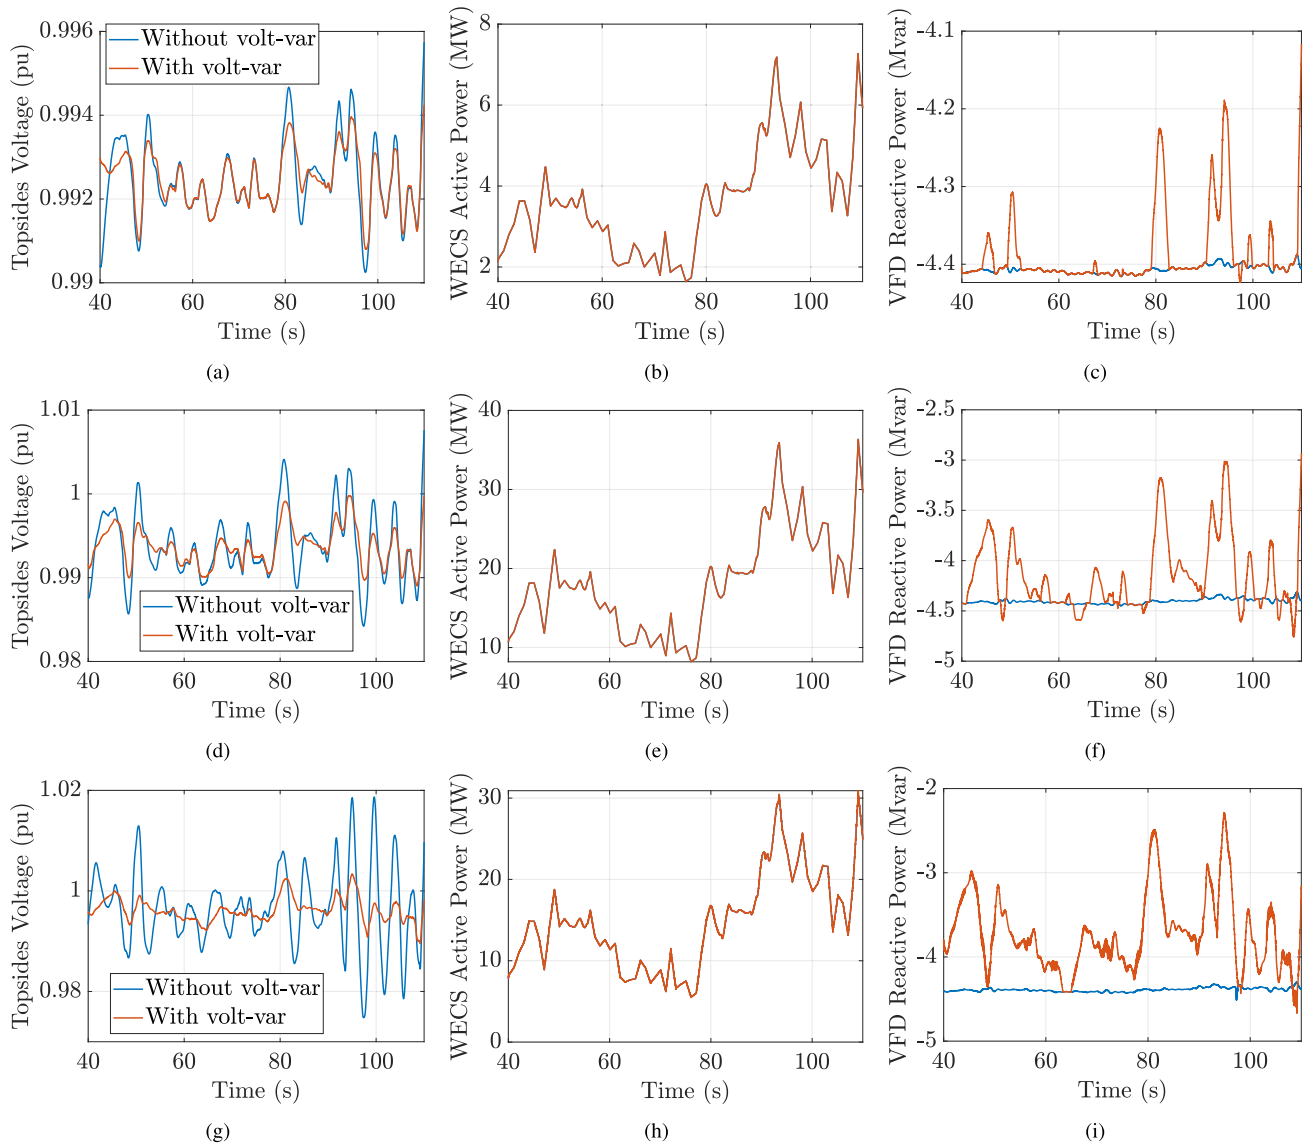 Topsides Voltage (pu)
0.996
0.994
0.992
0.99
Without volt-var
With volt-var
40 60 80 100
Time (s)
(a)
WECS Active Power (MW)
8
6
4
2
40 60 80 100
Time (s)
(b)
VFD Reactive Power (Mvar)
-4.1
-4.2
-4.3
-4.4
40 60 80 100
Time (s)
(c)
Topsides Voltage (pu)
1.01
1
0.99
0.98
Without volt-var
With volt-var
40 60 80 100
Time (s)
(d)
WECS Active Power (MW)
40
30
20
10
40 60 80 100
Time (s)
(e)
VFD Reactive Power (Mvar)
-2.5
-3
-3.5
-4
-4.5
-5
40 60 80 100
Time (s)
(f)
Topsides Voltage (pu)
1.02
1
0.98
Without volt-var
With volt-var
40 60 80 100
Time (s)
(g)
WECS Active Power (MW)
30
20
10
0
40 60 80 100
Time (s)
(h)
VFD Reactive Power (Mvar)
-2
-3
-4
-5
40 60 80 100
Time (s)
(i)